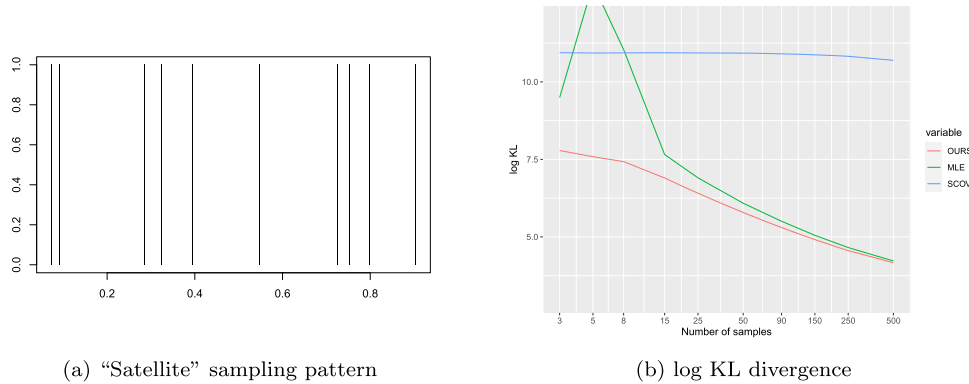 1.0
0.8
0.6
0.4
0.2
0.0
0.2 0.4 0.6 0.8
10.0
7.5
5.0
log KL
3 5 8 15 25 50 90 150 250 500
Number of samples
variable
OURS
MLE
SCOV
(a) “Satellite” sampling pattern
(b) log KL divergence